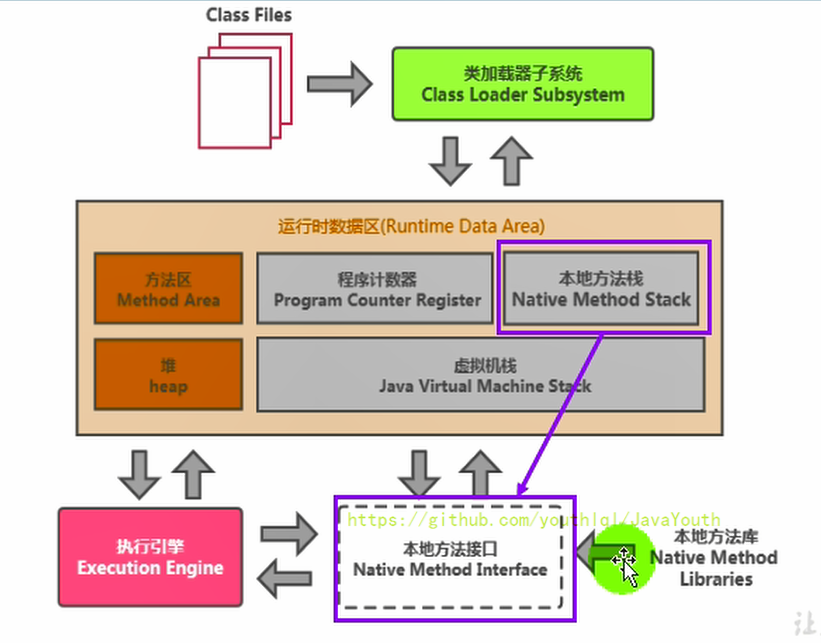 Class Files
类加载器子系统
Class Loader Subsystem
运行时数据区(Runtime Data Area)
方法区
Method Area
程序计数器
Program Counter Register
本地方法栈
Native Method Stack
堆
heap
虚拟机栈
Java Virtual Machine Stack
执行引擎
Execution Engine
https://github.com/youthlql/JavaYouth
本地方法接口
Native Method Interface
本地方法库
Native Method
Libraries
让